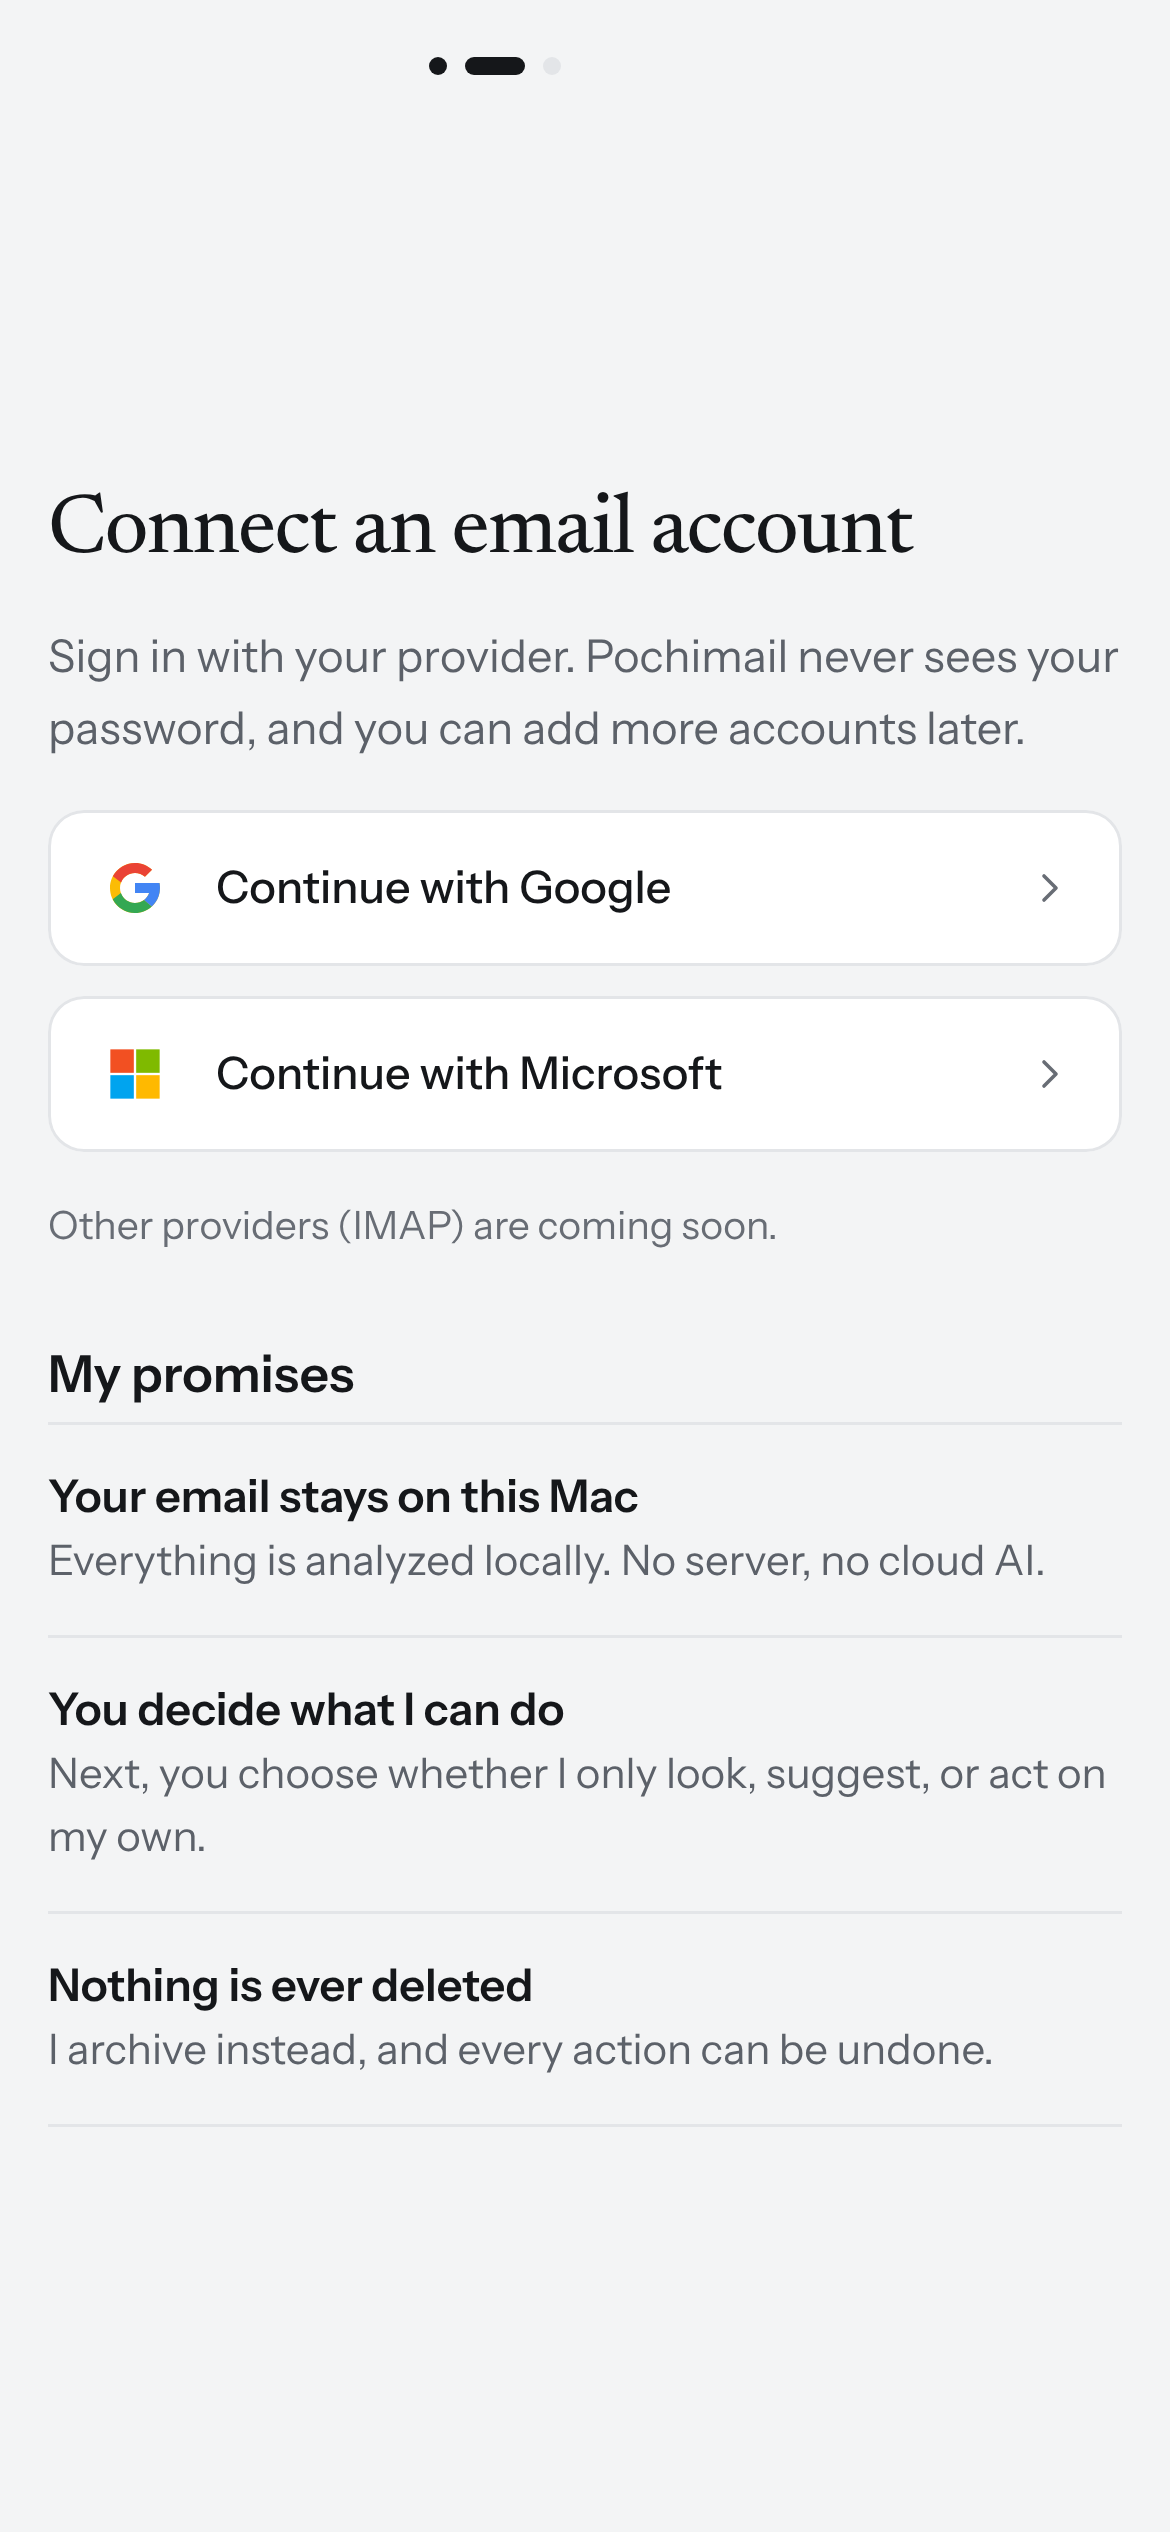 Connect an email account
Sign in with your provider. Pochimail never sees your
password, and you can add more accounts later.
Continue with Google
Continue with Microsoft
Other providers (IMAP) are coming soon.
My promises
Your email stays on this Mac
Everything is analyzed locally. No server, no cloud AI.
You decide what I can do
Next, you choose whether I only look, suggest, or act on
my own.
Nothing is ever deleted
I archive instead, and every action can be undone.